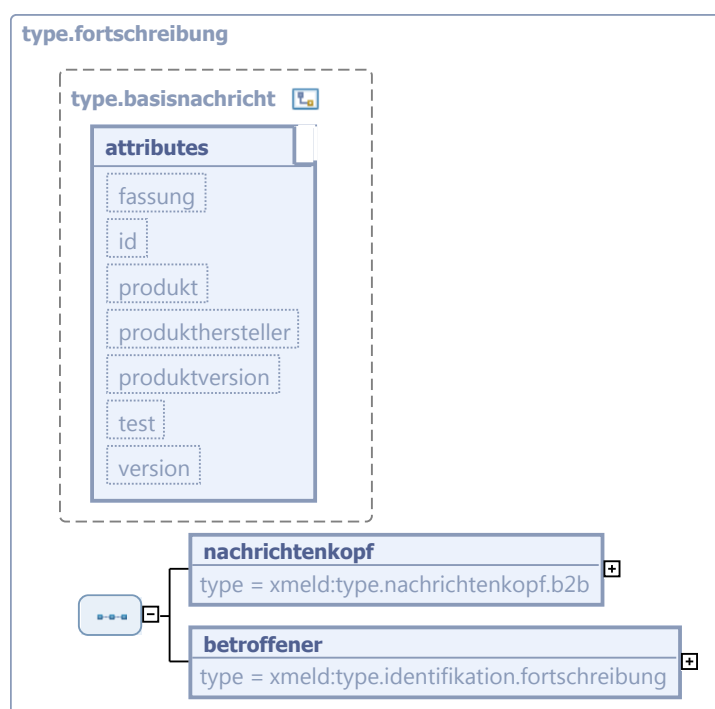 type.fortschreibung
type.basisnachricht
attributes
fassung
id
produkt
produkthersteller
produktversion
test
version
nachrichtenkopf
type = xmeld:type.nachrichtenkopf.b2b
betroffener
type = xmeld:type.identifikation.fortschreibung